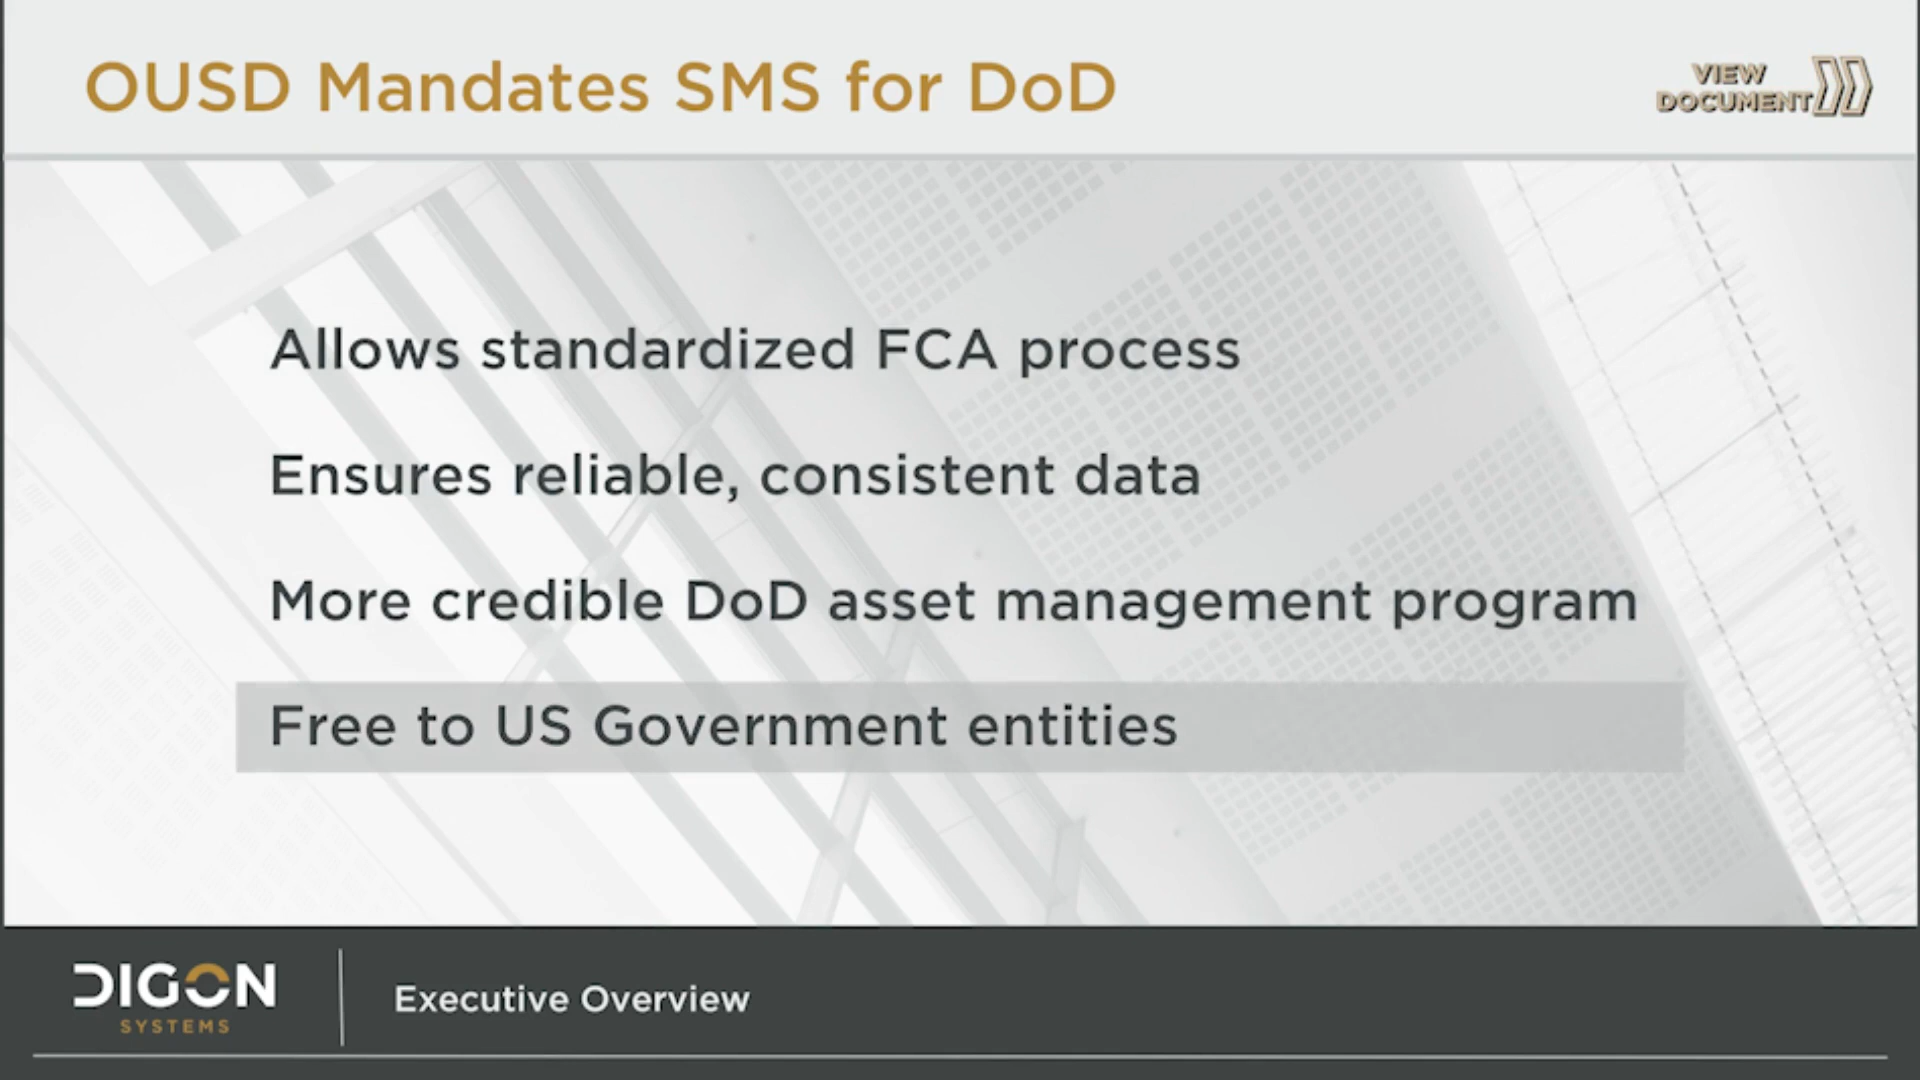 OUSD Mandates SMS for DoD
VIEW
DOCUMENT
Allows standardized FCA process
Ensures reliable, consistent data
More credible DoD asset management program
Free to US Government entities
DIGON
SYSTEMS
Executive Overview